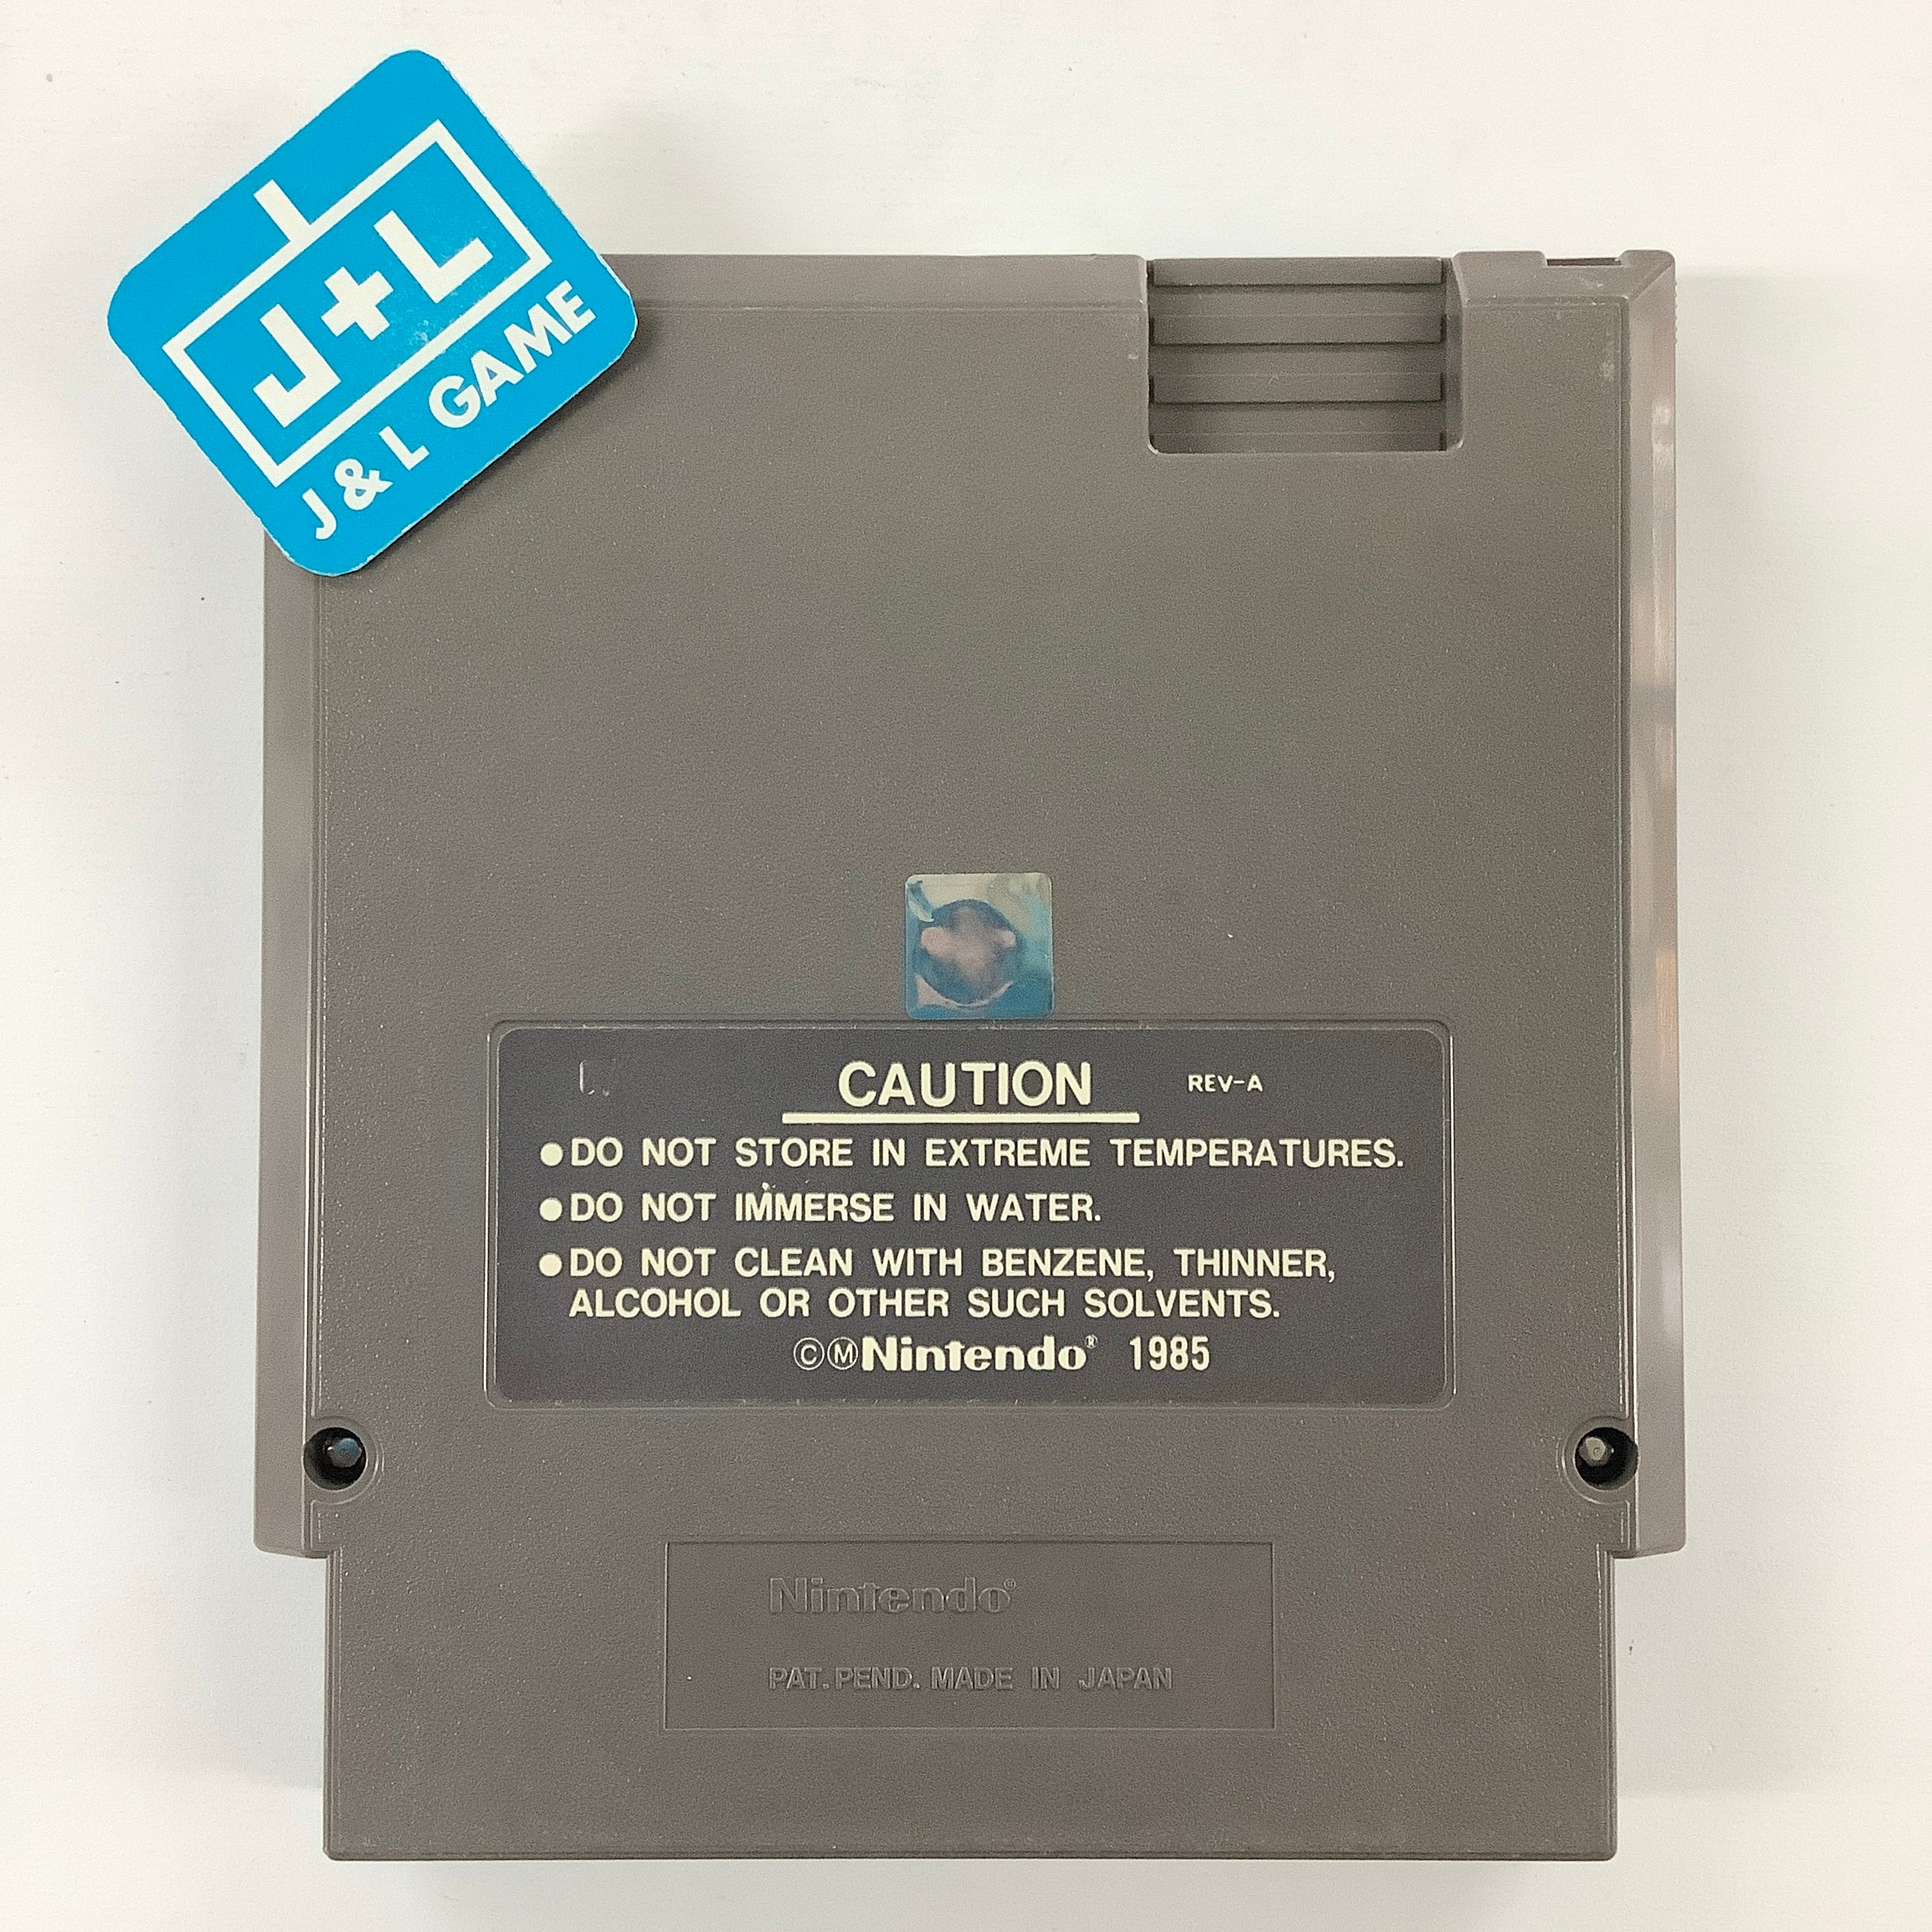 J+L
J & L GAME
CAUTION REV-A
●DO NOT STORE IN EXTREME TEMPERATURES.
●DO NOT IMMERSE IN WATER.
●DO NOT CLEAN WITH BENZENE, THINNER,
ALCOHOL OR OTHER SUCH SOLVENTS.
©ⓂNintendo® 1985
Nintendo®
PAT. PEND. MADE IN JAPAN